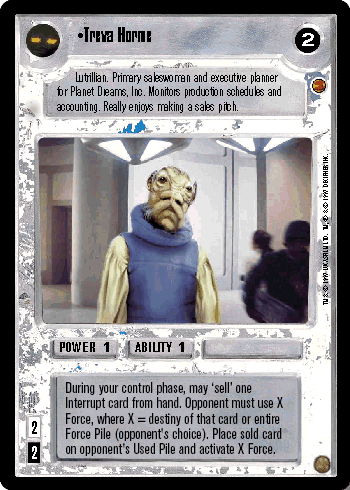 •Treva Horme
2
Lutrillian. Primary saleswoman and executive planner
for Planet Dreams, Inc. Monitors production schedules and
accounting. Really enjoys making a sales pitch.
POWER 1
ABILITY 1
During your control phase, may 'sell' one
Interrupt card from hand. Opponent must use X
Force, where X = destiny of that card or entire
Force Pile (opponent's choice). Place sold card
on opponent's Used Pile and activate X Force.
2
2